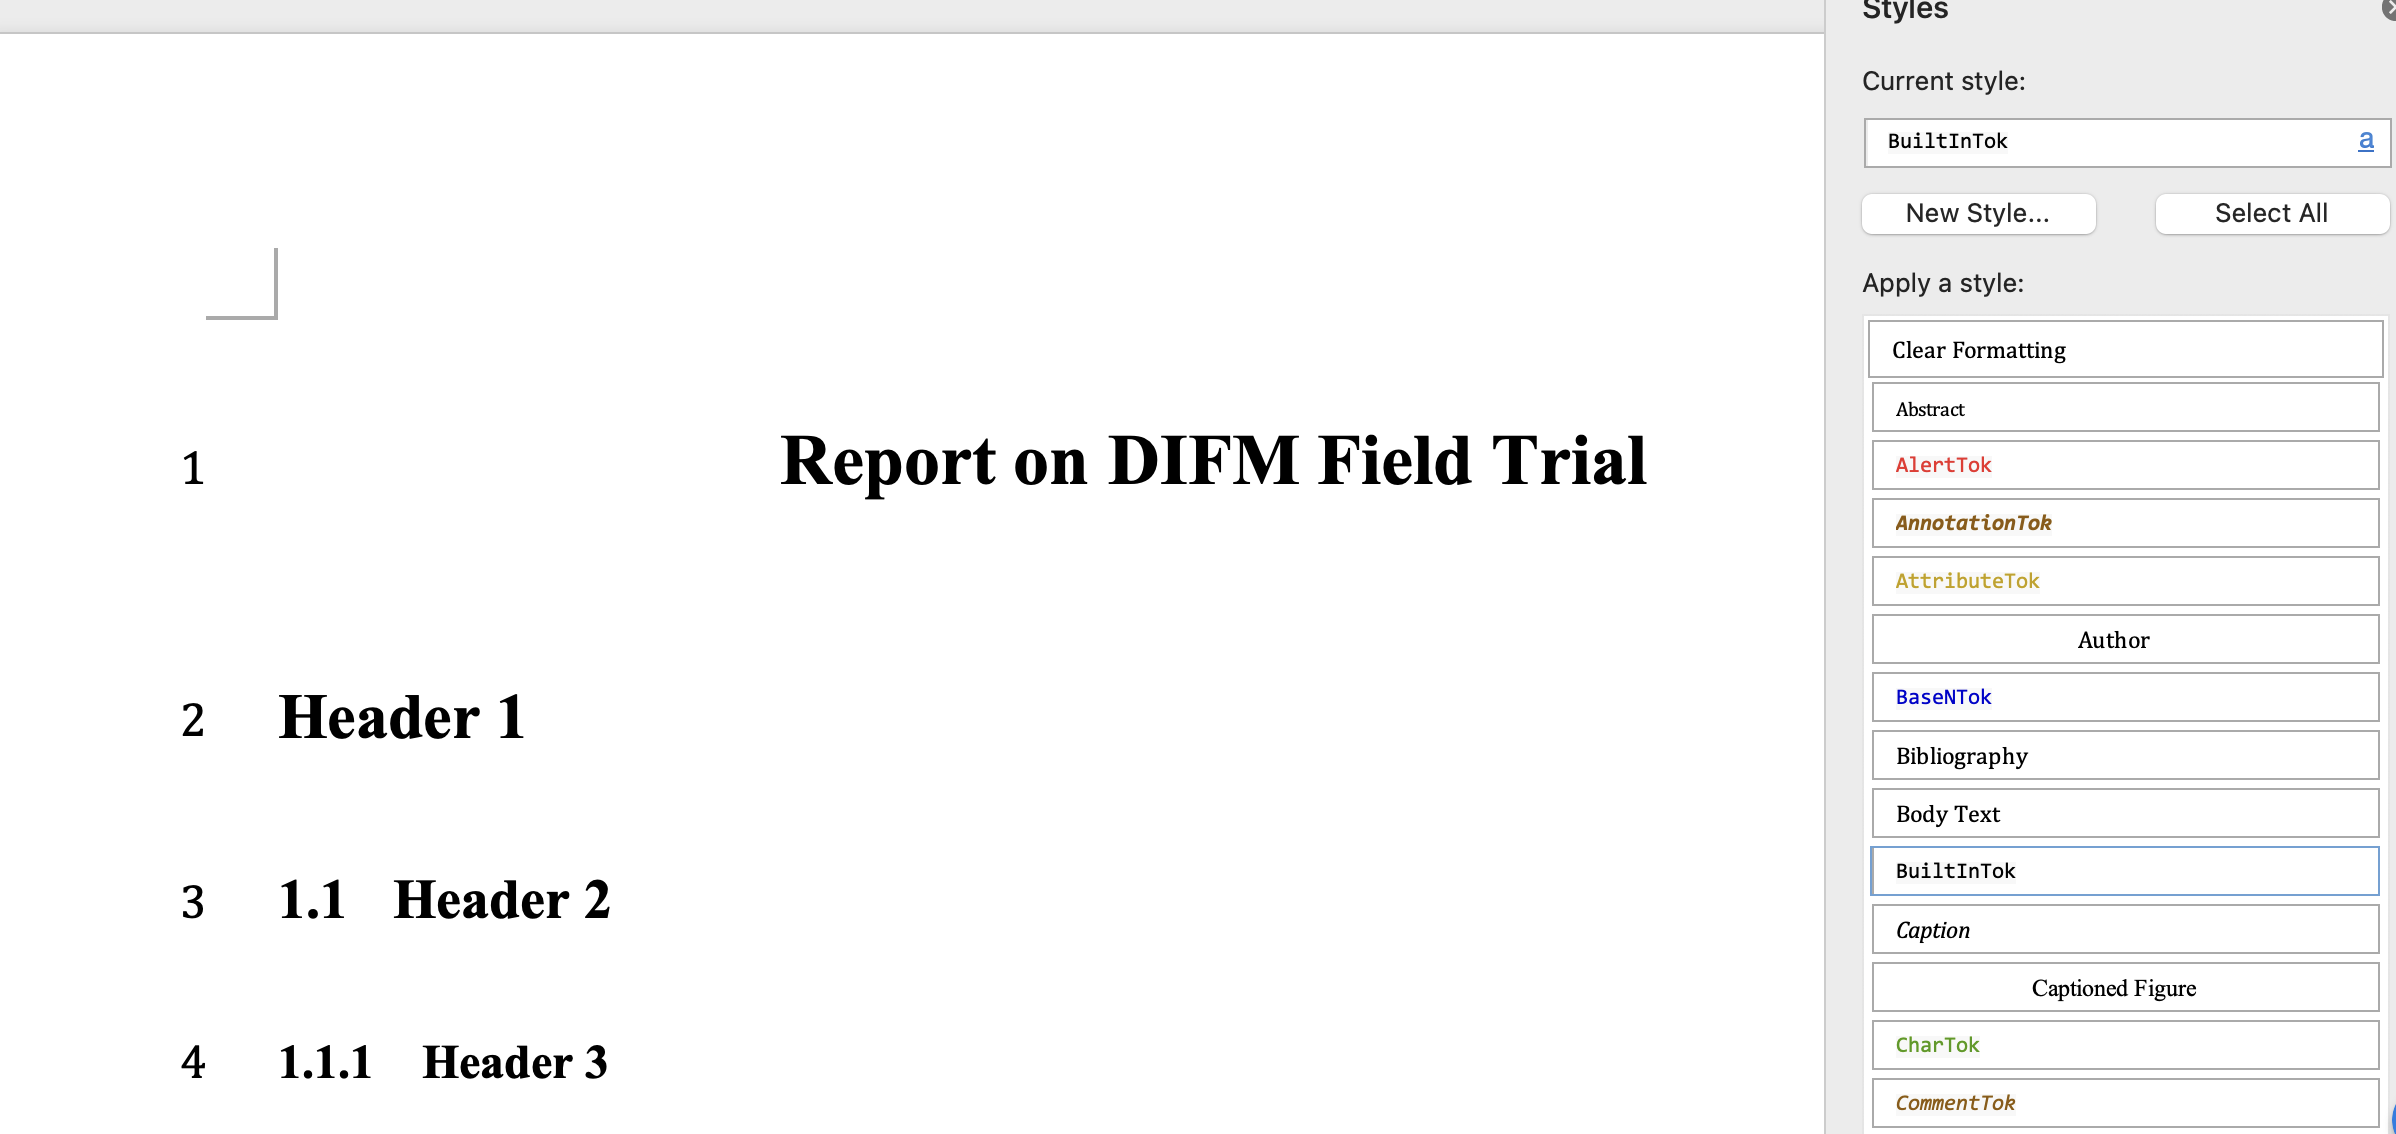 Styles
Current style:
BuiltInTok a
New Style... Select All
Apply a style:
Clear Formatting
Abstract
AlertTok
AnnotationTok
AttributeTok
Author
BaseNTok
Bibliography
Body Text
BuiltInTok
Caption
Captioned Figure
CharTok
CommentTok
1 Report on DIFM Field Trial
2 Header 1
3 1.1 Header 2
4 1.1.1 Header 3